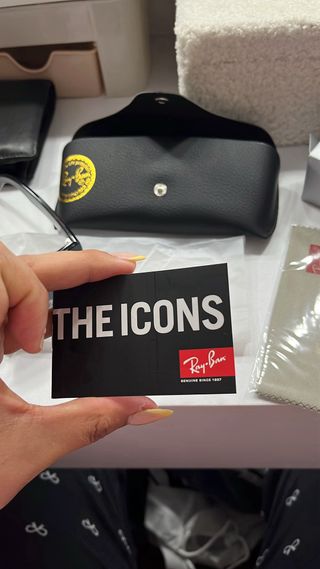 THE ICONS
Ray-Ban
GENUINE SINCE 1937